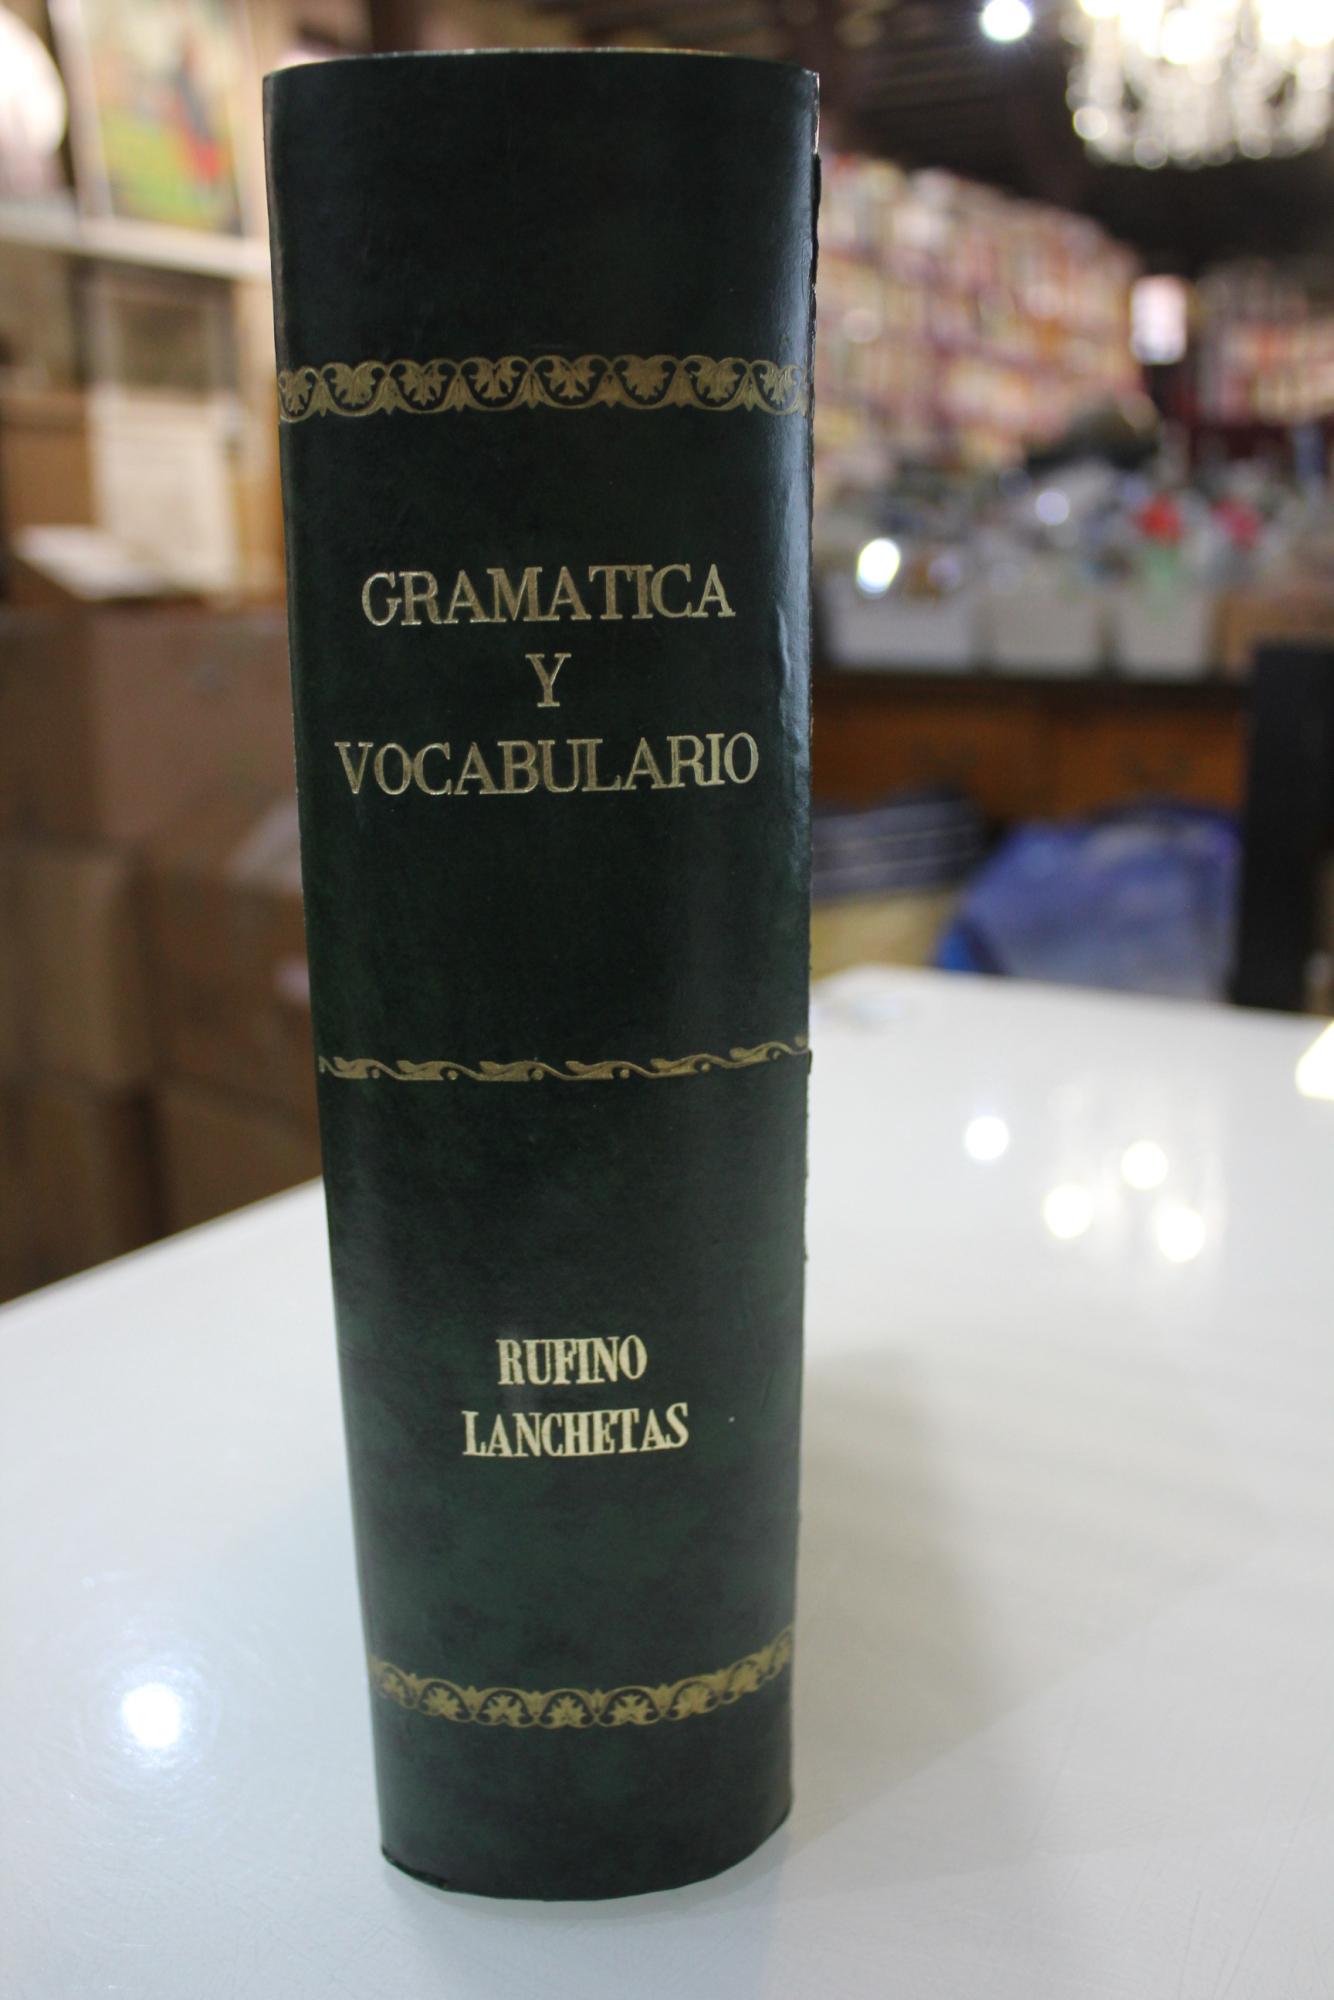 GRAMATICA
Y
VOCABULARIO
RUFINO
LANCHETAS